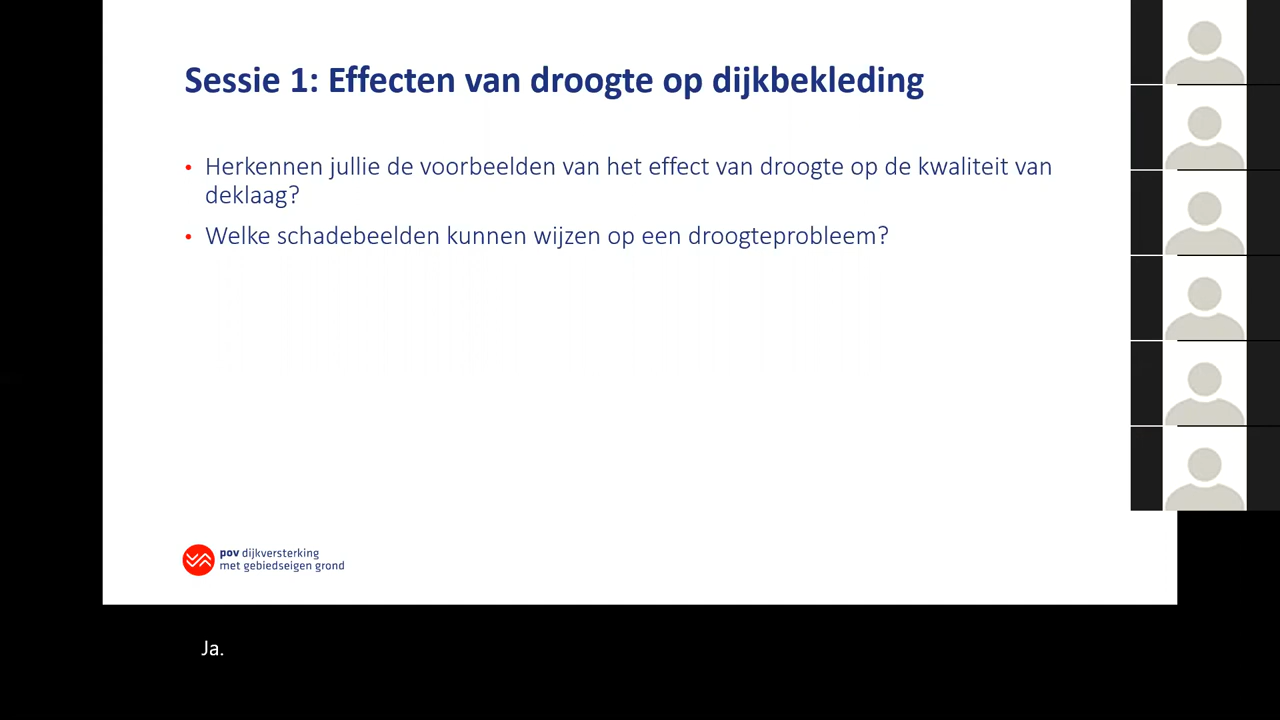 Sessie 1: Effecten van droogte op dijkbekleding
• Herkennen jullie de voorbeelden van het effect van droogte op de kwaliteit van
deklaag?
• Welke schadebeelden kunnen wijzen op een droogteprobleem?
pov dijkversterking
met gebiedseigen grond
Ja.